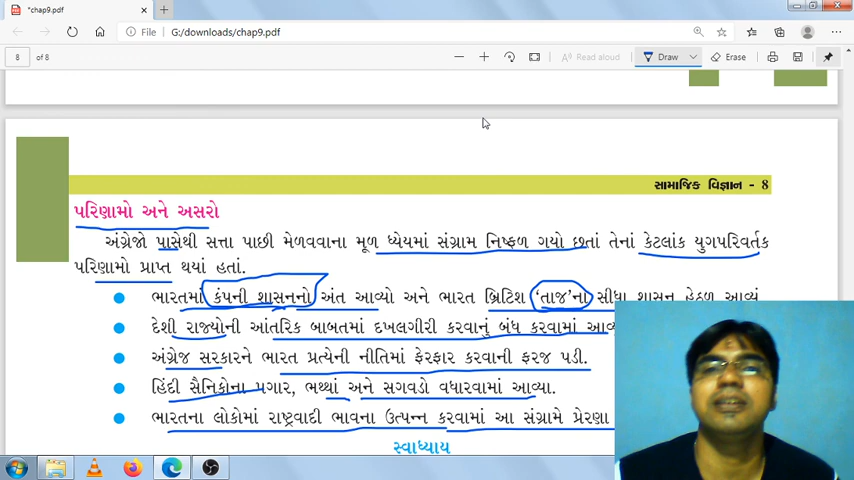 *chap9.pdf
File
G:/downloads/chap9.pdf
8 of 8
Read aloud
Draw
Erase
સામાજિક વિજ્ઞાન - 8
પરિણામો અને અસરો
અંગ્રેજો પાસેથી સત્તા પાછી મેળવવાના મૂળ ધ્યેયમાં સંગ્રામ નિષ્ફળ ગયો છતાં તેનાં કેટલાંક યુગપરિવર્તક
પરિણામો પ્રાપ્ત થયાં હતાં.
ભારતમાં કંપની શાસનનો અંત આવ્યો અને ભારત બ્રિટિશ ‘તાજ’ના સીધા શાસન હેઠળ આવ્યું
દેશી રાજ્યોની આંતરિક બાબતમાં દખલગીરી કરવાનું બંધ કરવામાં
અંગ્રેજ સરકારને ભારત પ્રત્યેની નીતિમાં ફેરફાર કરવાની ફરજ પડી.
હિંદી સૈનિકોના પગાર, ભથ્થાં અને સગવડો વધારવામાં આવ્યા.
ભારતના લોકોમાં રાષ્ટ્રવાદી ભાવના ઉત્પન્ન કરવામાં આ સંગ્રામે પ્રેરણા
સ્વાધ્યાય